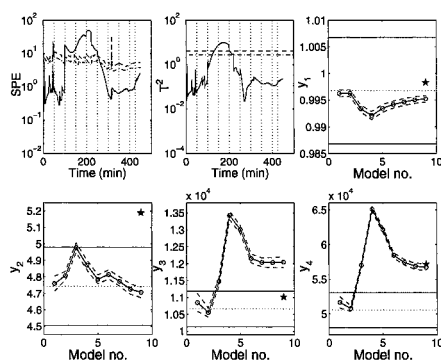 10²
10⁰
10⁻²
SPE
0 200 400
Time (min)
10⁴
10²
10⁰
10⁻²
T²
0 200 400
Time (min)
1.01
1.005
1
0.995
0.99
0.985
y₁
0 5 10
Model no.
5.2
5.1
5
4.9
4.8
4.7
4.6
4.5
y₂
0 5 10
Model no.
x 10⁴
1.35
1.3
1.25
1.2
1.15
1.1
1.05
1
y₃
0 5 10
Model no.
x 10⁴
6.5
6
5.5
5
y₄
0 5 10
Model no.